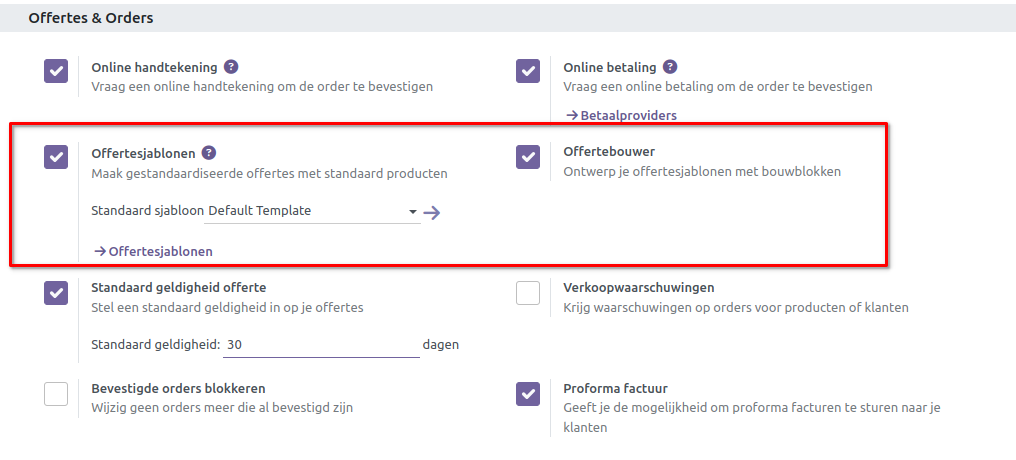 Offertes & Orders
Online handtekening ?
Vraag een online handtekening om de order te bevestigen
Online betaling ?
Vraag een online betaling om de order te bevestigen
→ Betaalproviders
Offertesjablonen ?
Maak gestandaardiseerde offertes met standaard producten
Standaard sjabloon Default Template
→ Offertesjablonen
Offertebouwer
Ontwerp je offertesjablonen met bouwblokken
Standaard geldigheid offerte
Stel een standaard geldigheid in op je offertes
Standaard geldigheid: 30 dagen
Verkoopwaarschuwingen
Krijg waarschuwingen op orders voor producten of klanten
Bevestigde orders blokkeren
Wijzig geen orders meer die al bevestigd zijn
Proforma factuur
Geeft je de mogelijkheid om proforma facturen te sturen naar je
klanten